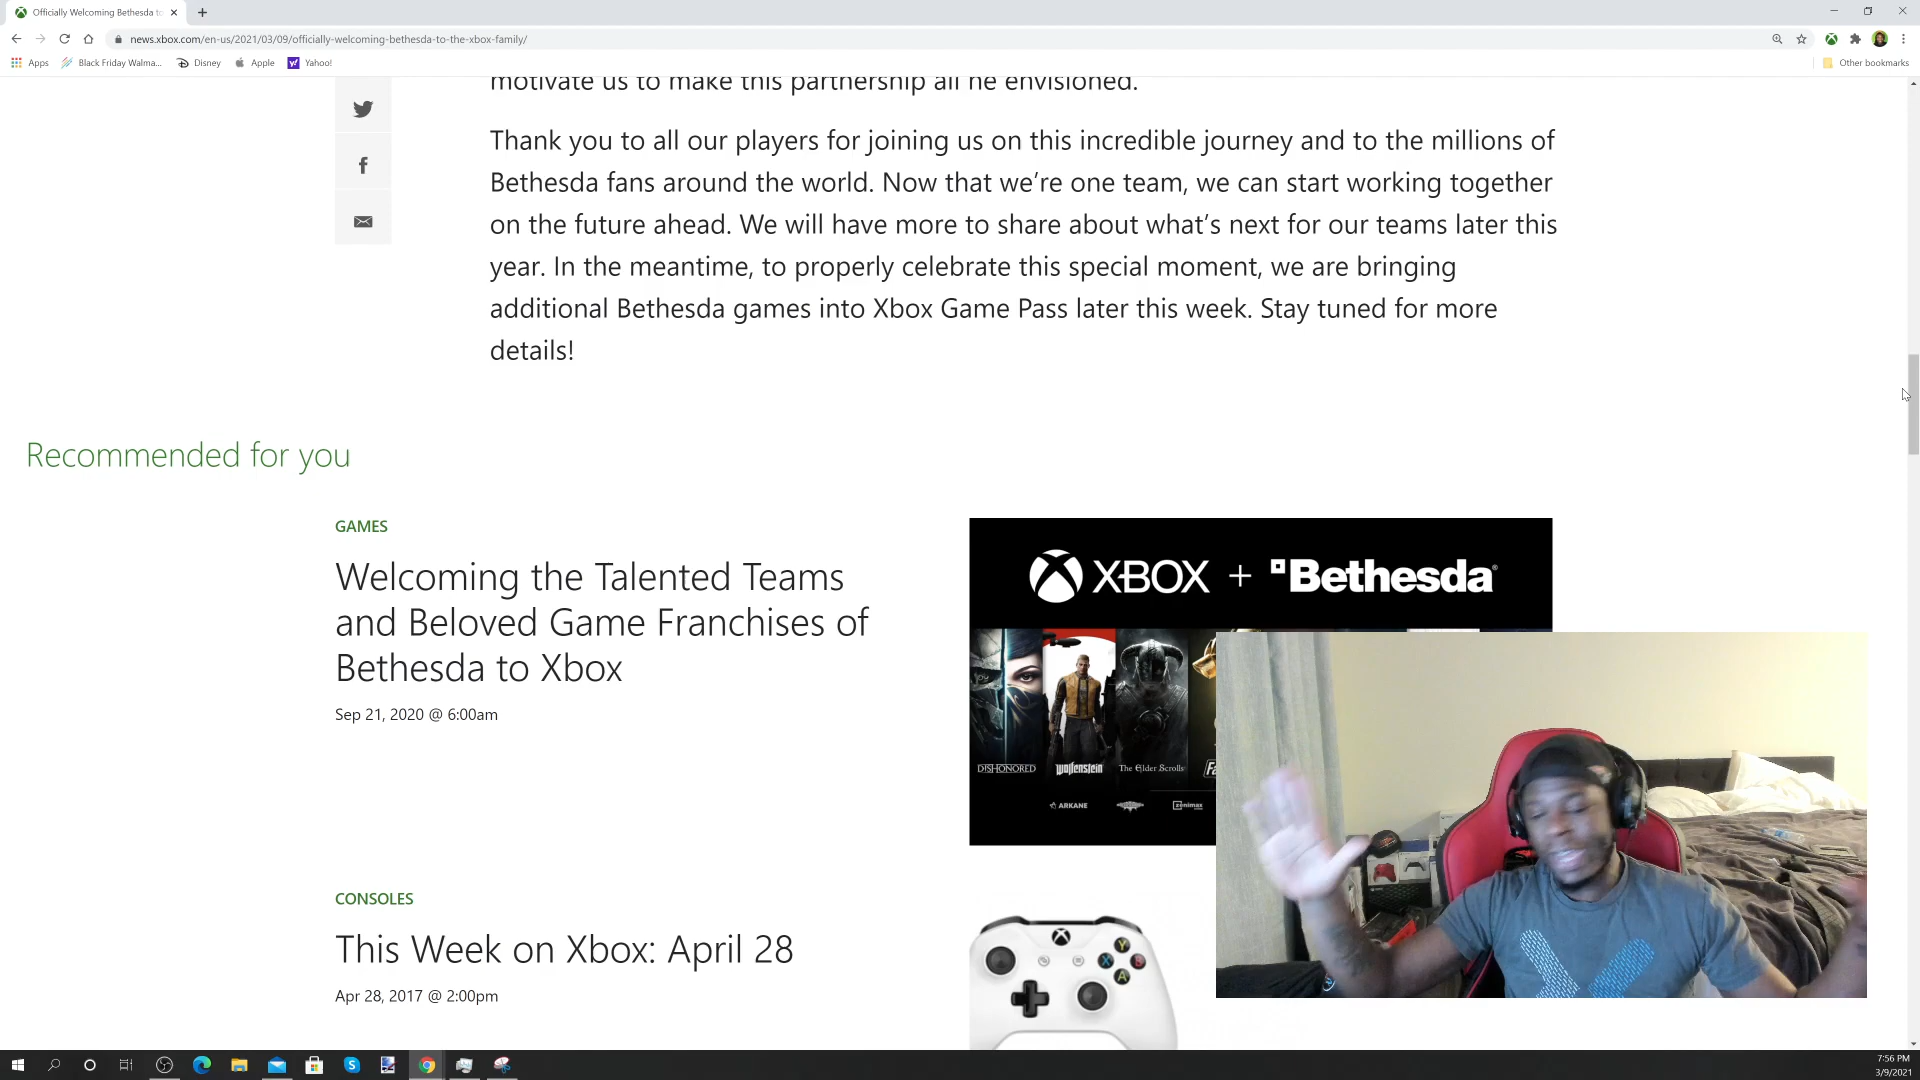 Officially Welcoming Bethesda to
news.xbox.com/en-us/2021/03/09/officially-welcoming-bethesda-to-the-xbox-family/
Apps
Black Friday Walma...
Disney
Apple
Yahoo!
Other bookmarks
motivate us to make this partnership all he envisioned.
Thank you to all our players for joining us on this incredible journey and to the millions of
Bethesda fans around the world. Now that we’re one team, we can start working together
on the future ahead. We will have more to share about what’s next for our teams later this
year. In the meantime, to properly celebrate this special moment, we are bringing
additional Bethesda games into Xbox Game Pass later this week. Stay tuned for more
details!
Recommended for you
GAMES
Welcoming the Talented Teams
and Beloved Game Franchises of
Bethesda to Xbox
Sep 21, 2020 @ 6:00am
XBOX + Bethesda
DISHONORED
Wolfenstein
The Elder Scrolls
ARKANE
zenimax
CONSOLES
This Week on Xbox: April 28
Apr 28, 2017 @ 2:00pm
Y
X
B
A
7:56 PM
3/9/2021